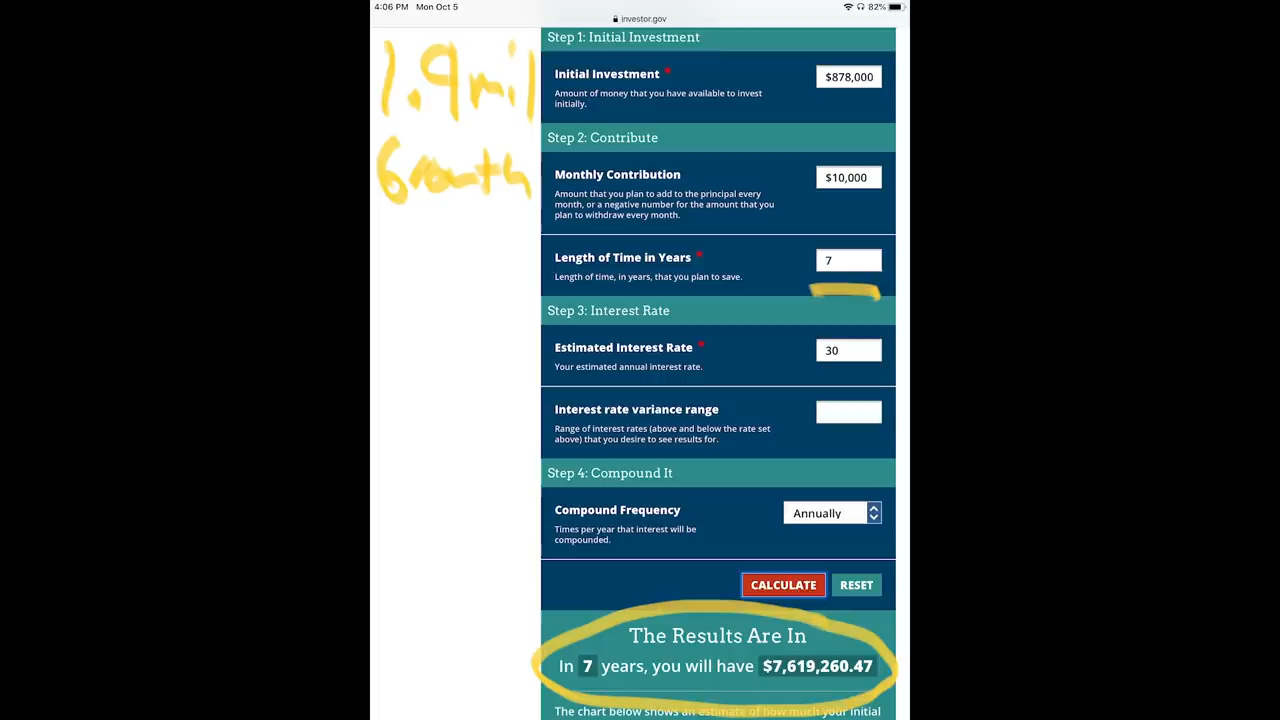 4:06 PM Mon Oct 5
82%
investor.gov
1.9 mil
Growth
Step 1: Initial Investment
Initial Investment *
$878,000
Amount of money that you have available to invest
initially.
Step 2: Contribute
Monthly Contribution
$10,000
Amount that you plan to add to the principal every
month, or a negative number for the amount that you
plan to withdraw every month.
Length of Time in Years *
7
Length of time, in years, that you plan to save.
Step 3: Interest Rate
Estimated Interest Rate *
30
Your estimated annual interest rate.
Interest rate variance range
Range of interest rates (above and below the rate set
above) that you desire to see results for.
Step 4: Compound It
Compound Frequency
Annually
Times per year that interest will be
compounded.
CALCULATE RESET
The Results Are In
In 7 years, you will have $7,619,260.47
The chart below shows an estimate of how much your initial